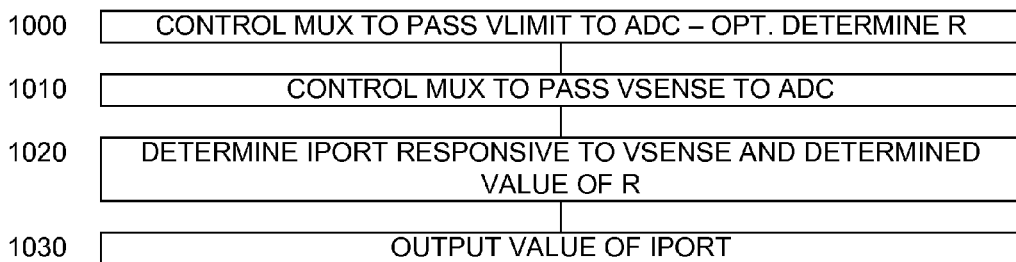 1000 CONTROL MUX TO PASS VLIMIT TO ADC – OPT. DETERMINE R
1010 CONTROL MUX TO PASS VSENSE TO ADC
1020 DETERMINE IPORT RESPONSIVE TO VSENSE AND DETERMINED
VALUE OF R
1030 OUTPUT VALUE OF IPORT